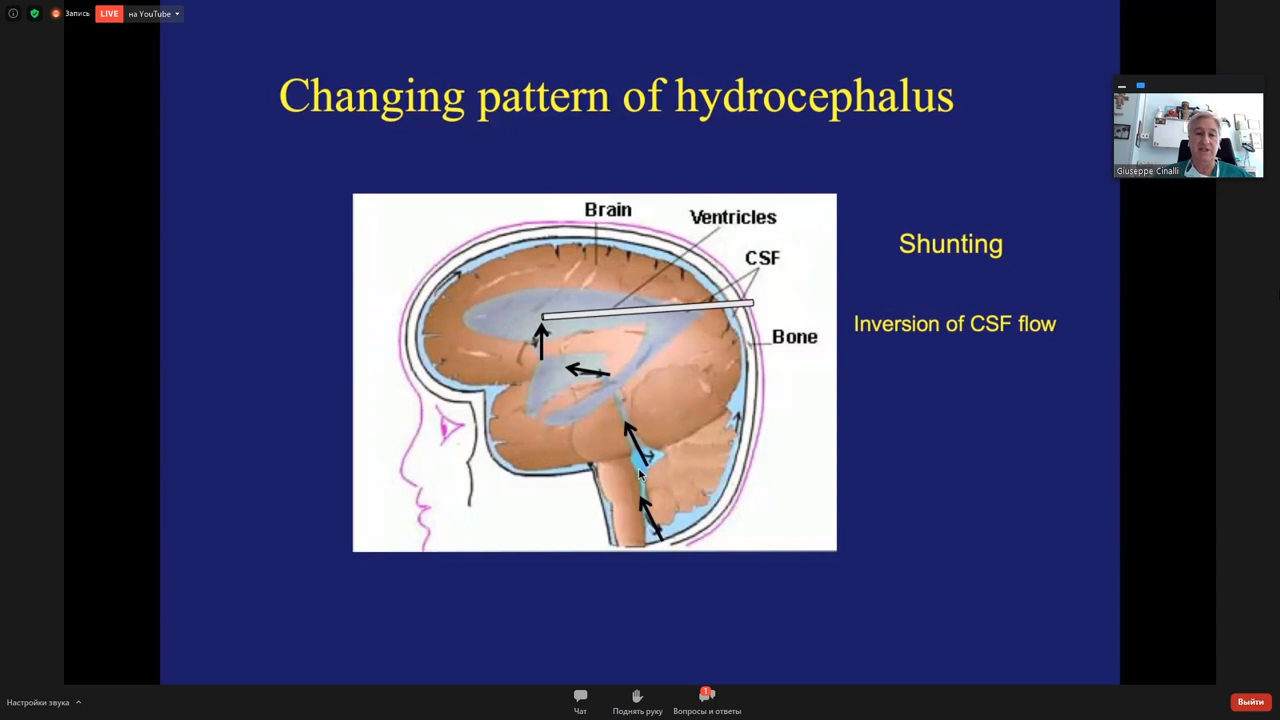 Запись
LIVE
на YouTube
Changing pattern of hydrocephalus
Giuseppe Cinalli
Brain
Ventricles
CSF
Bone
Shunting
Inversion of CSF flow
Настройки звука
1
Чат
Поднять руку
Вопросы и ответы
Выйти